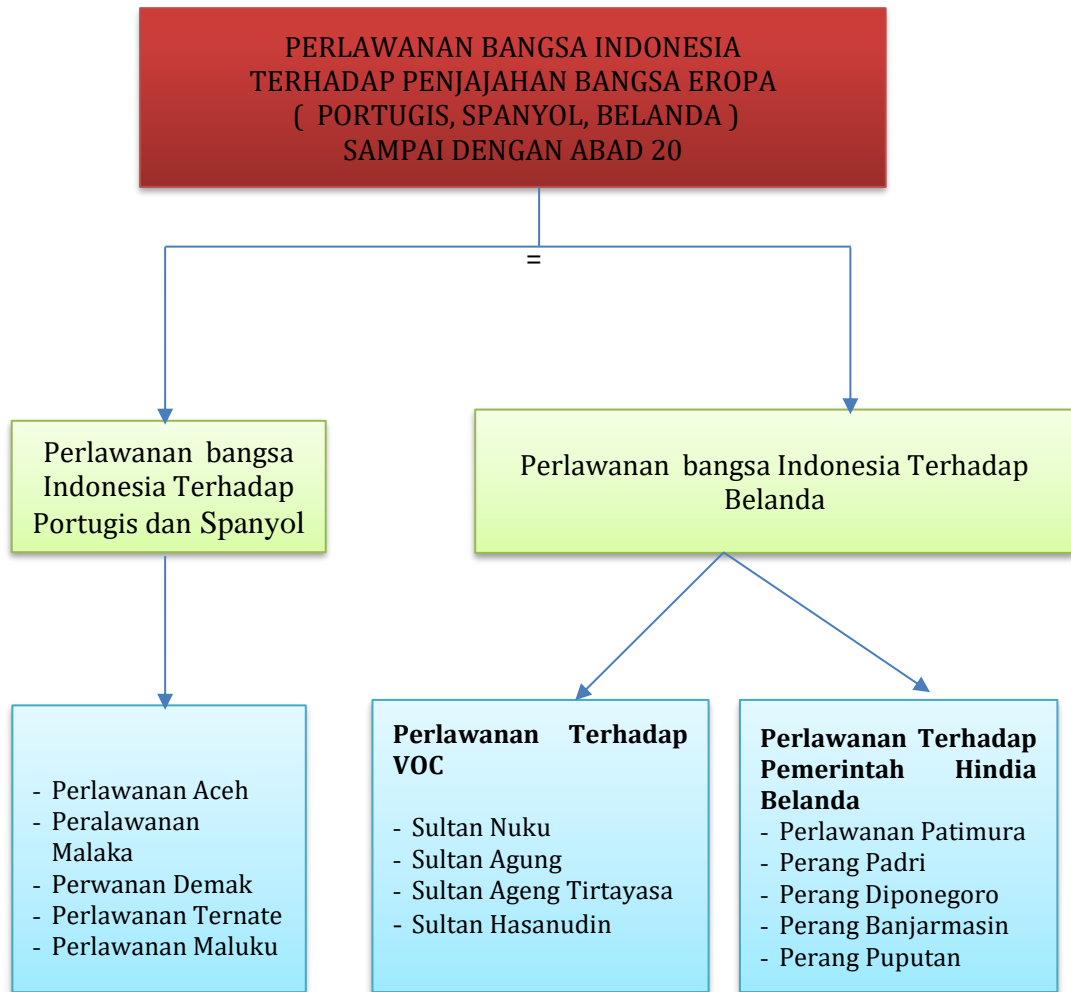 PERLAWANAN BANGSA INDONESIA
TERHADAP PENJAJAHAN BANGSA EROPA
( PORTUGIS, SPANYOL, BELANDA )
SAMPAI DENGAN ABAD 20
=
Perlawanan bangsa
Indonesia Terhadap
Portugis dan Spanyol
Perlawanan bangsa Indonesia Terhadap
Belanda
- Perlawanan Aceh
- Peralawanan
Malaka
- Perwanan Demak
- Perlawanan Ternate
- Perlawanan Maluku
Perlawanan Terhadap
VOC
- Sultan Nuku
- Sultan Agung
- Sultan Ageng Tirtayasa
- Sultan Hasanudin
Perlawanan Terhadap
Pemerintah Hindia
Belanda
- Perlawanan Patimura
- Perang Padri
- Perang Diponegoro
- Perang Banjarmasin
- Perang Puputan